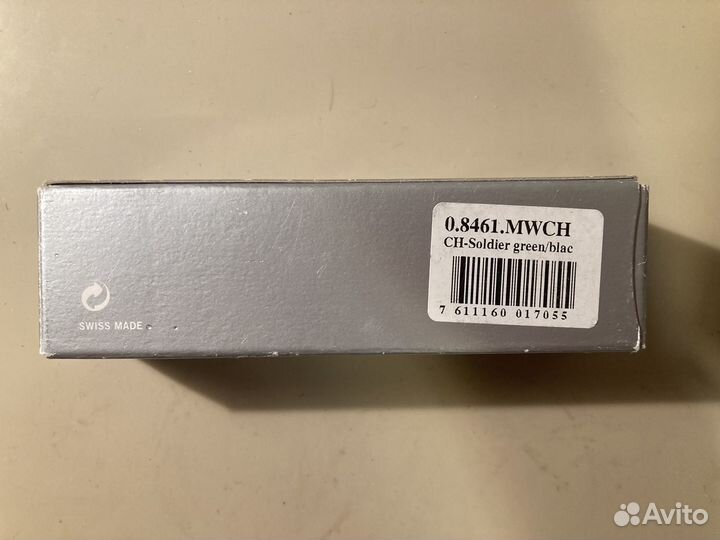 0.8461.MWCH
CH-Soldier green/blac
7 611160 017055
SWISS MADE
Avito